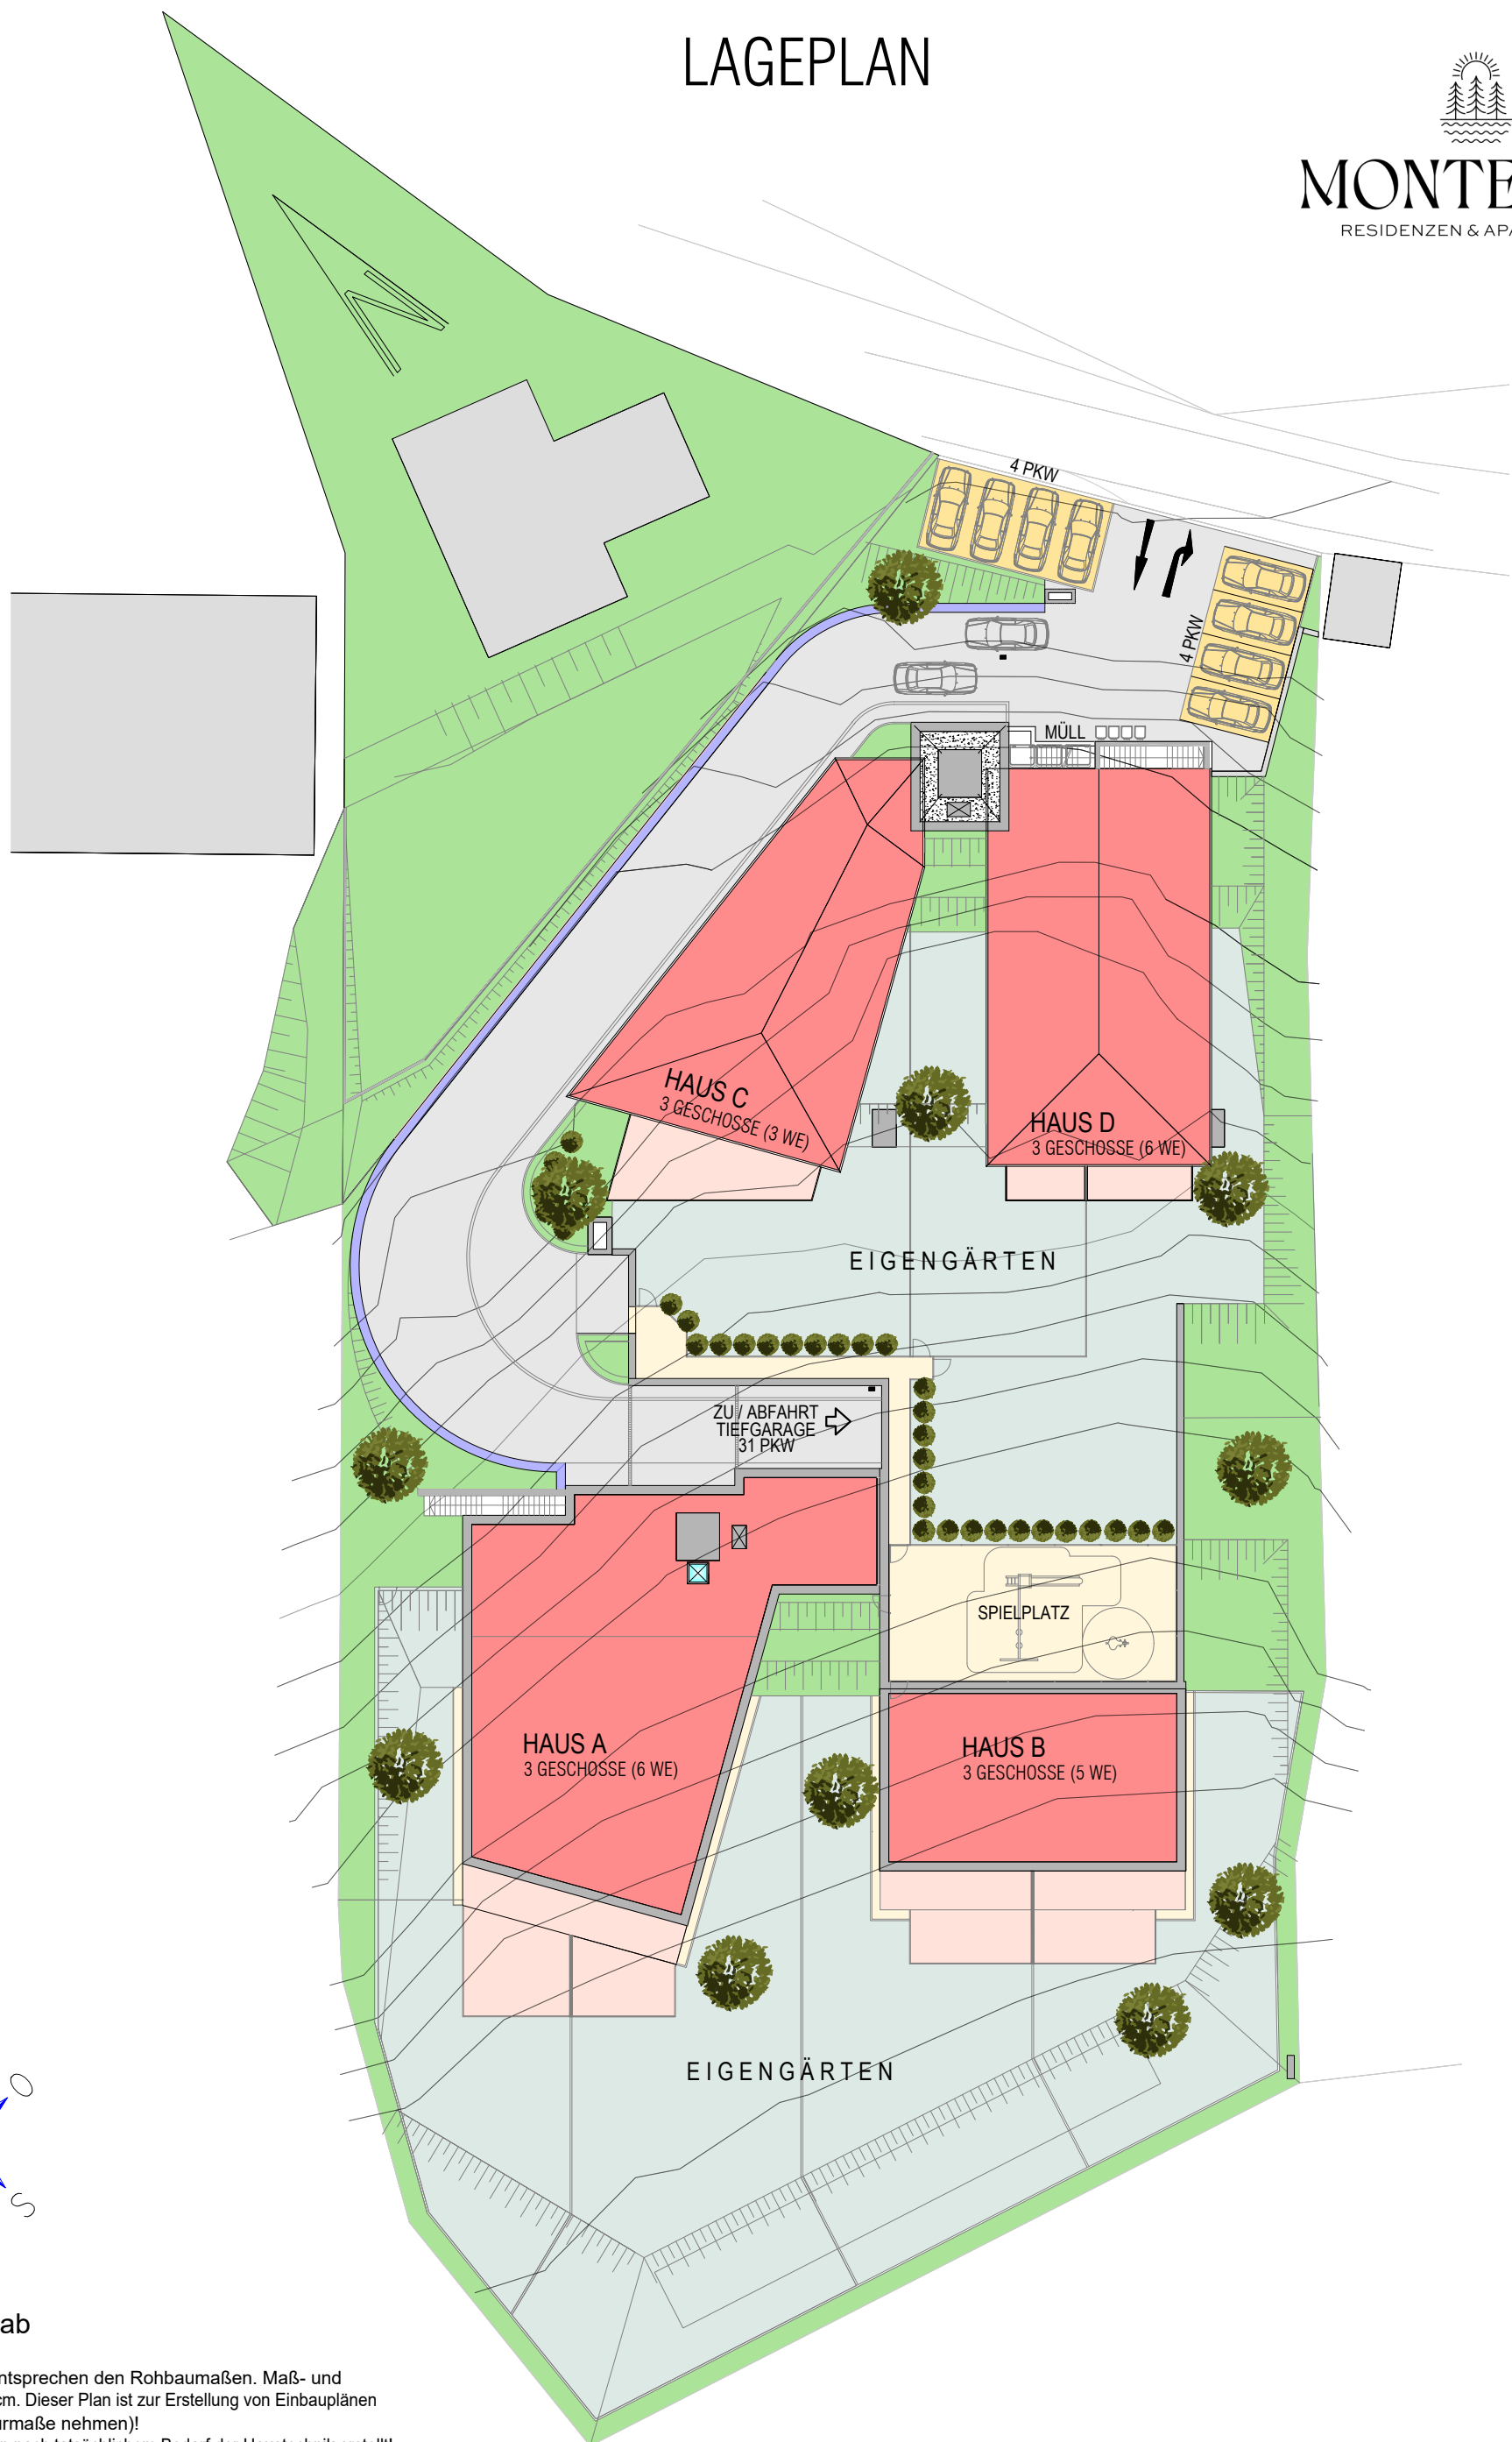 LAGEPLAN
MONTE
RESIDENZEN & APA
N
4 PKW
4 PKW
MÜLL
HAUS C
3 GESCHOSSE (3 WE)
HAUS D
3 GESCHOSSE (6 WE)
EIGENGÄRTEN
ZU / ABFAHRT
TIEFGARAGE
31 PKW
SPIELPLATZ
HAUS A
3 GESCHOSSE (6 WE)
HAUS B
3 GESCHOSSE (5 WE)
EIGENGÄRTEN
O
S
ab
ntsprechen den Rohbaumaßen. Maß- und
cm. Dieser Plan ist zur Erstellung von Einbauplänen
urmaße nehmen)!